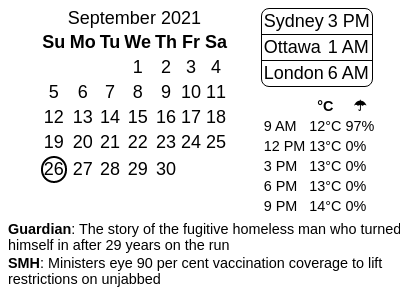 September 2021
Su Mo Tu We Th Fr Sa
1 2 3 4
5 6 7 8 9 10 11
12 13 14 15 16 17 18
19 20 21 22 23 24 25
26 27 28 29 30
Sydney 3 PM
Ottawa 1 AM
London 6 AM
°C ☂
9 AM 12°C 97%
12 PM 13°C 0%
3 PM 13°C 0%
6 PM 13°C 0%
9 PM 14°C 0%
Guardian: The story of the fugitive homeless man who turned
himself in after 29 years on the run
SMH: Ministers eye 90 per cent vaccination coverage to lift
restrictions on unjabbed